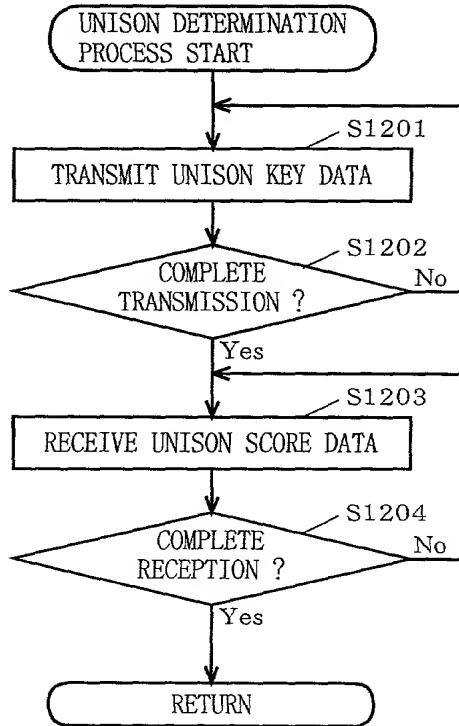 UNISON DETERMINATION
PROCESS START
S1201
TRANSMIT UNISON KEY DATA
S1202
COMPLETE
TRANSMISSION ?
No
Yes
S1203
RECEIVE UNISON SCORE DATA
S1204
COMPLETE
RECEPTION ?
No
Yes
RETURN